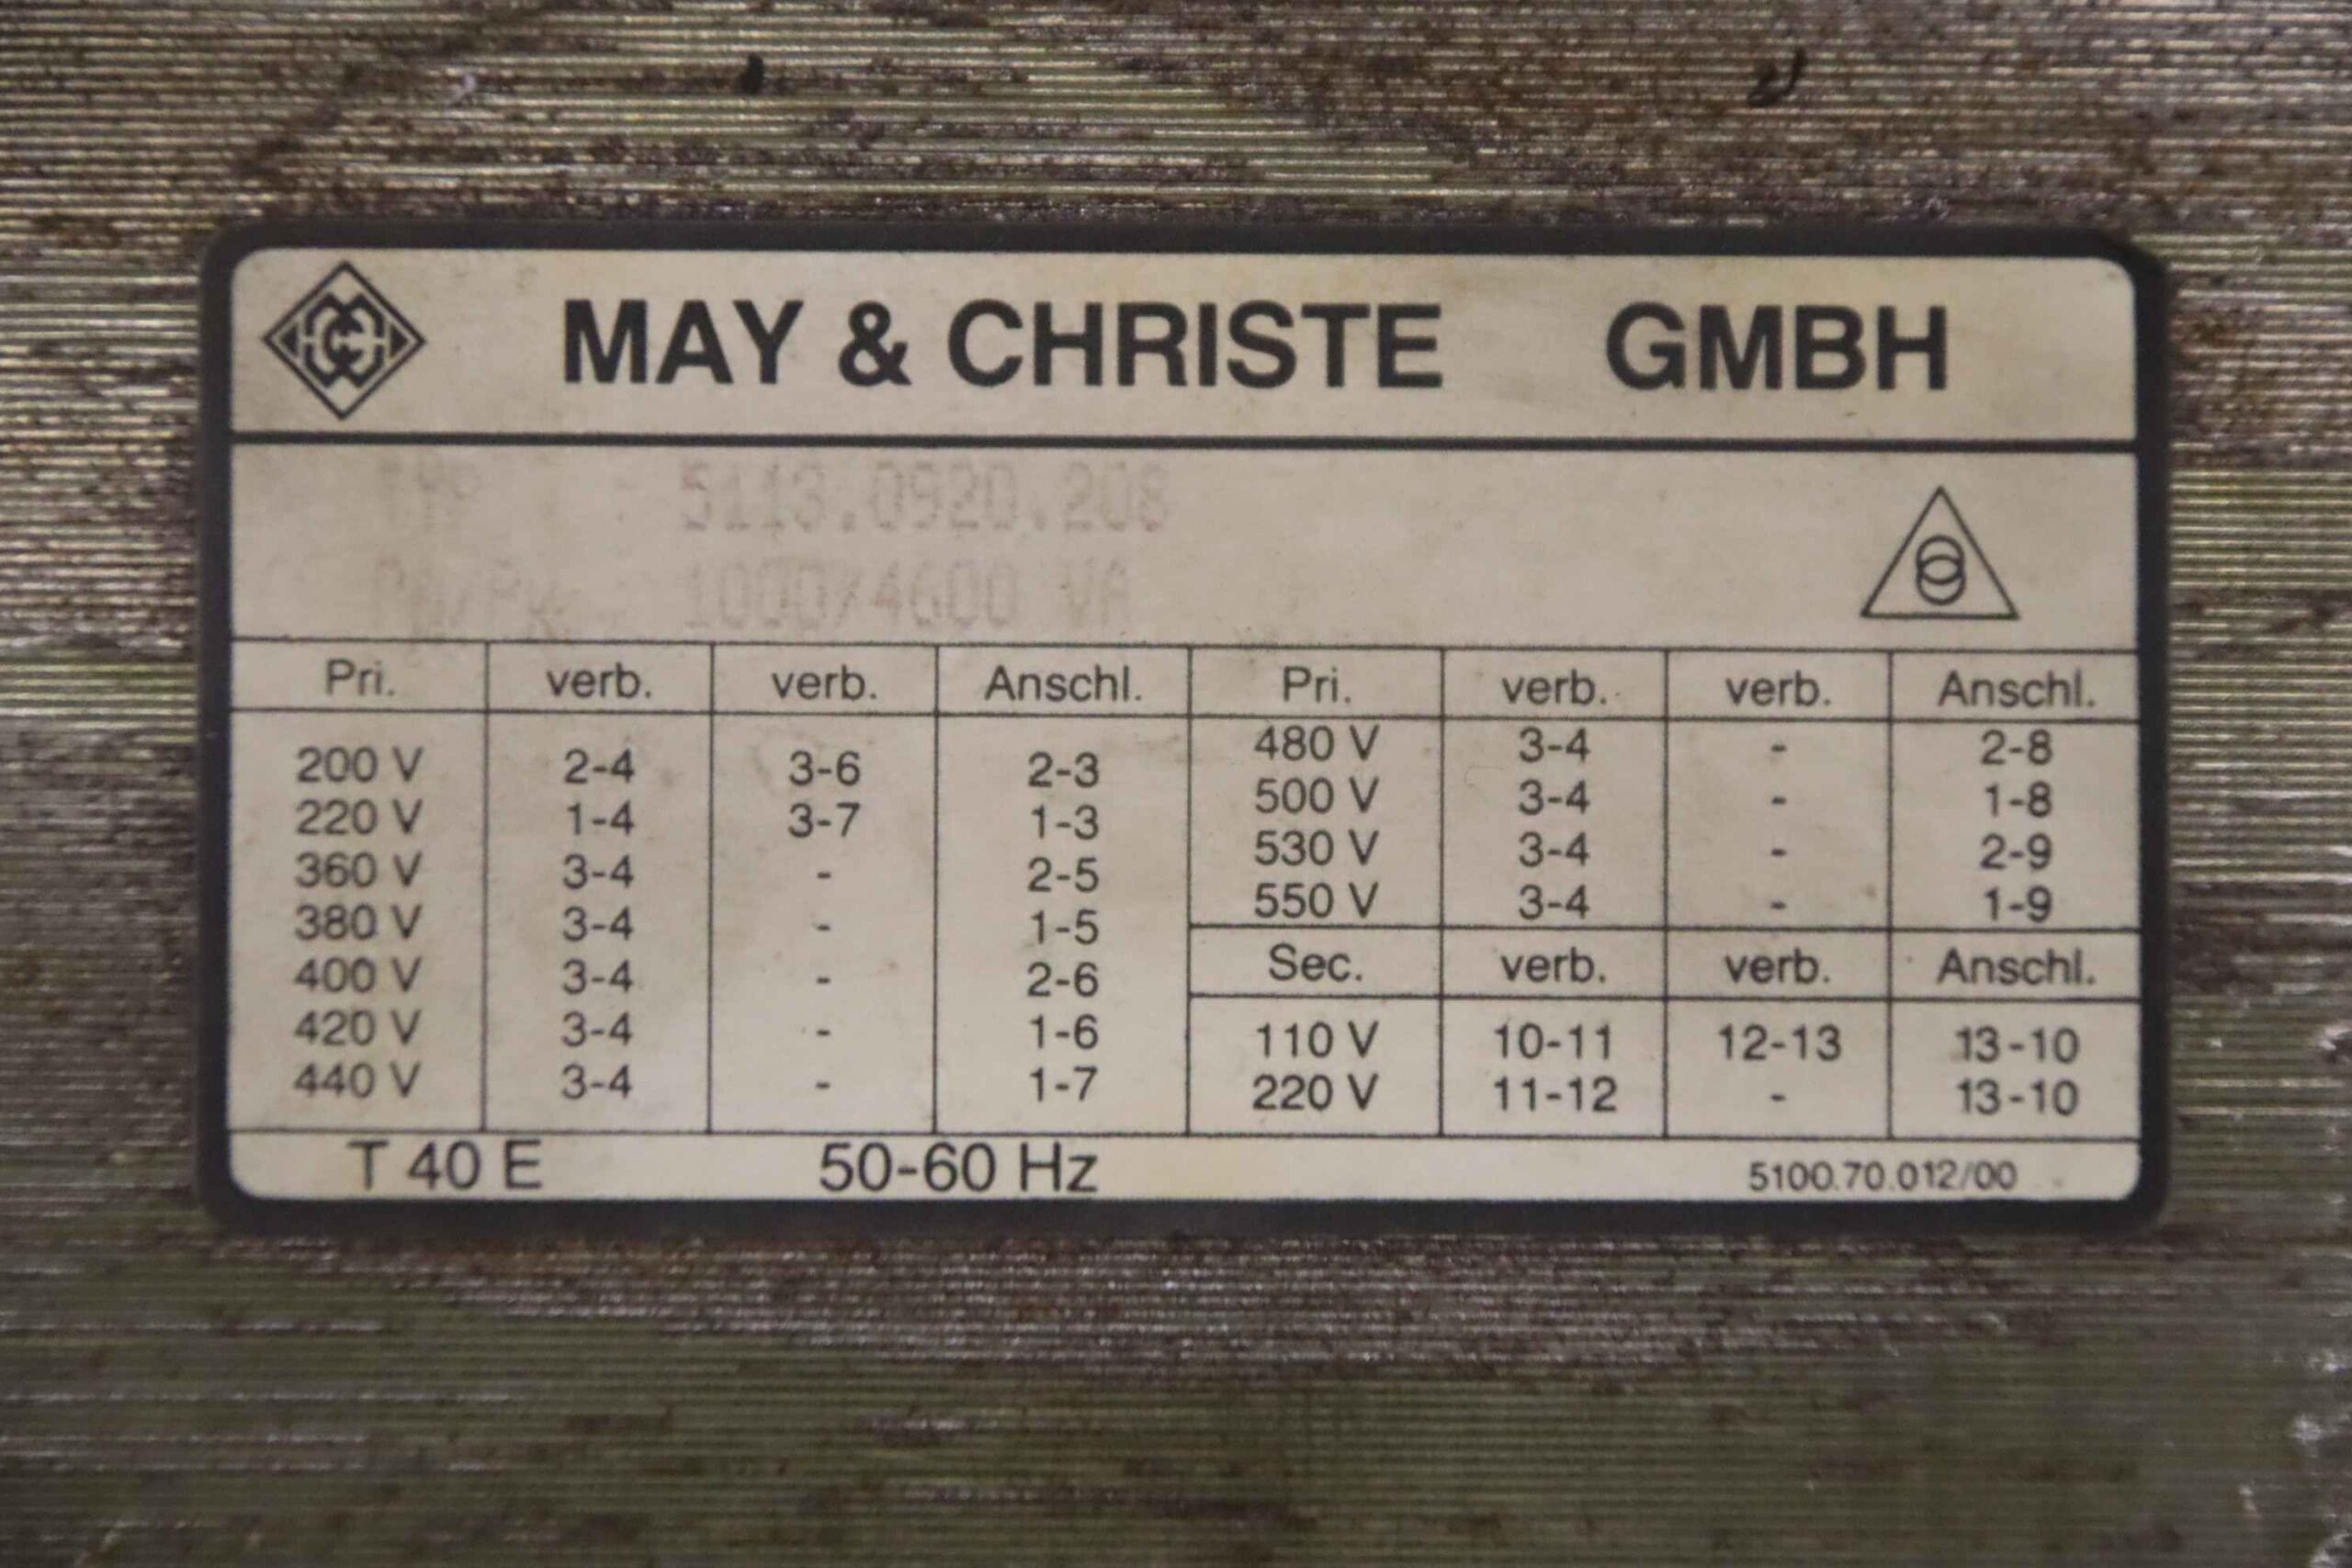 MAY & CHRISTE GMBH
TYP : 5113.0920.208
1000/4600 VA
Pri. verb. verb. Anschl.
200 V 2-4 3-6 2-3
220 V 1-4 3-7 1-3
360 V 3-4 - 2-5
380 V 3-4 - 1-5
400 V 3-4 - 2-6
420 V 3-4 - 1-6
440 V 3-4 - 1-7
Pri. verb. verb. Anschl.
480 V 3-4 - 2-8
500 V 3-4 - 1-8
530 V 3-4 - 2-9
550 V 3-4 - 1-9
Sec. verb. verb. Anschl.
110 V 10-11 12-13 13-10
220 V 11-12 - 13-10
T 40 E 50-60 Hz 5100.70.012/00